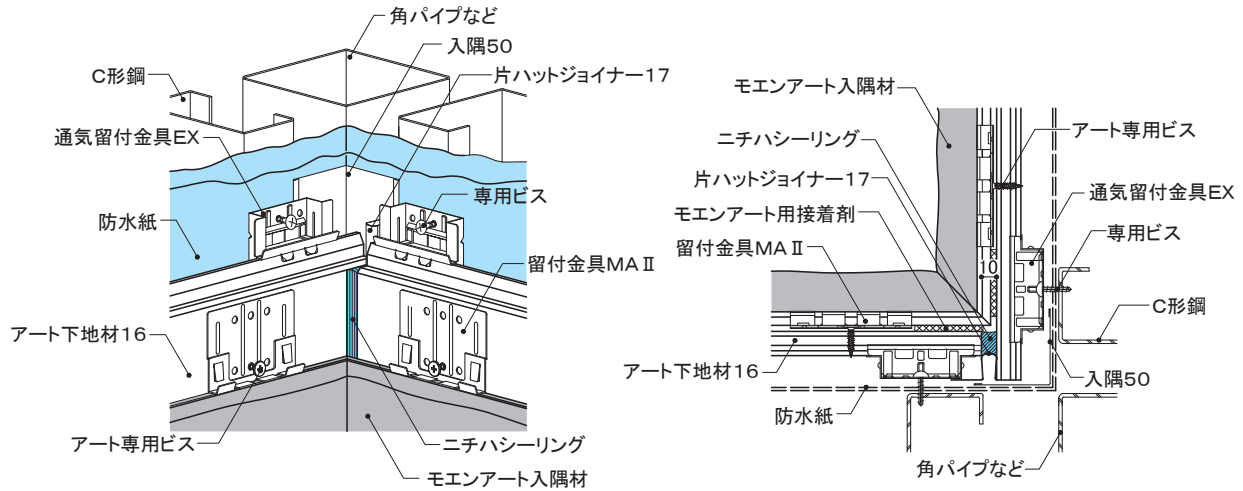 角パイプなど
入隅50
C形鋼
片ハットジョイナー17
通気留付金具EX
専用ビス
防水紙
留付金具MAⅡ
アート下地材16
アート専用ビス
ニチハシーリング
モエンアート入隅材
モエンアート入隅材
ニチハシーリング
アート専用ビス
片ハットジョイナー17
通気留付金具EX
モエンアート用接着剤
専用ビス
留付金具MAⅡ
10
C形鋼
アート下地材16
入隅50
防水紙
角パイプなど